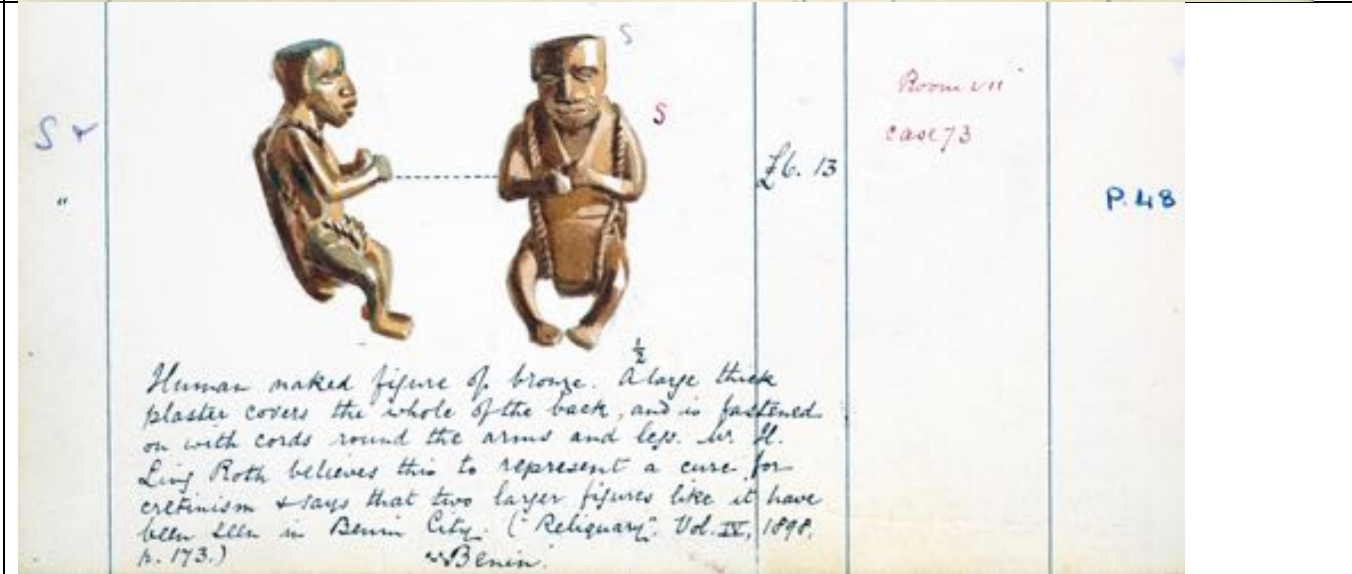 S
S
S
"
£6. 13
Room VII
Case 73
P. 48
1/2
Human naked figure of bronze. A large thick
plaster covers the whole of the back, and is fastened
on with cords round the arms and legs. Mr H.
Ling Roth believes this to represent a cure for
cretinism & says that two larger figures like it have
been seen in Benin City. ("Reliquary". Vol. IV, 1898,
p. 173.) Benin.